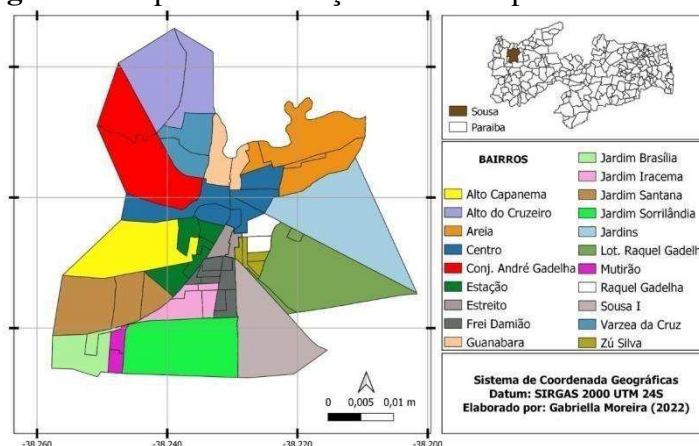 Sousa
Paraiba
BAIRROS
Alto Capanema
Alto do Cruzeiro
Areia
Centro
Conj. André Gadelha
Estação
Estreito
Frei Damião
Guanabara
Jardim Brasília
Jardim Iracema
Jardim Santana
Jardim Sorrilândia
Jardins
Lot. Raquel Gadelh
Mutirão
Raquel Gadelha
Sousa I
Varzea da Cruz
Zú Silva
0 0,005 0,01 m
Sistema de Coordenada Geográficas
Datum: SIRGAS 2000 UTM 24S
Elaborado por: Gabriella Moreira (2022)
-38.260 -38.240 -38.220 -38.200